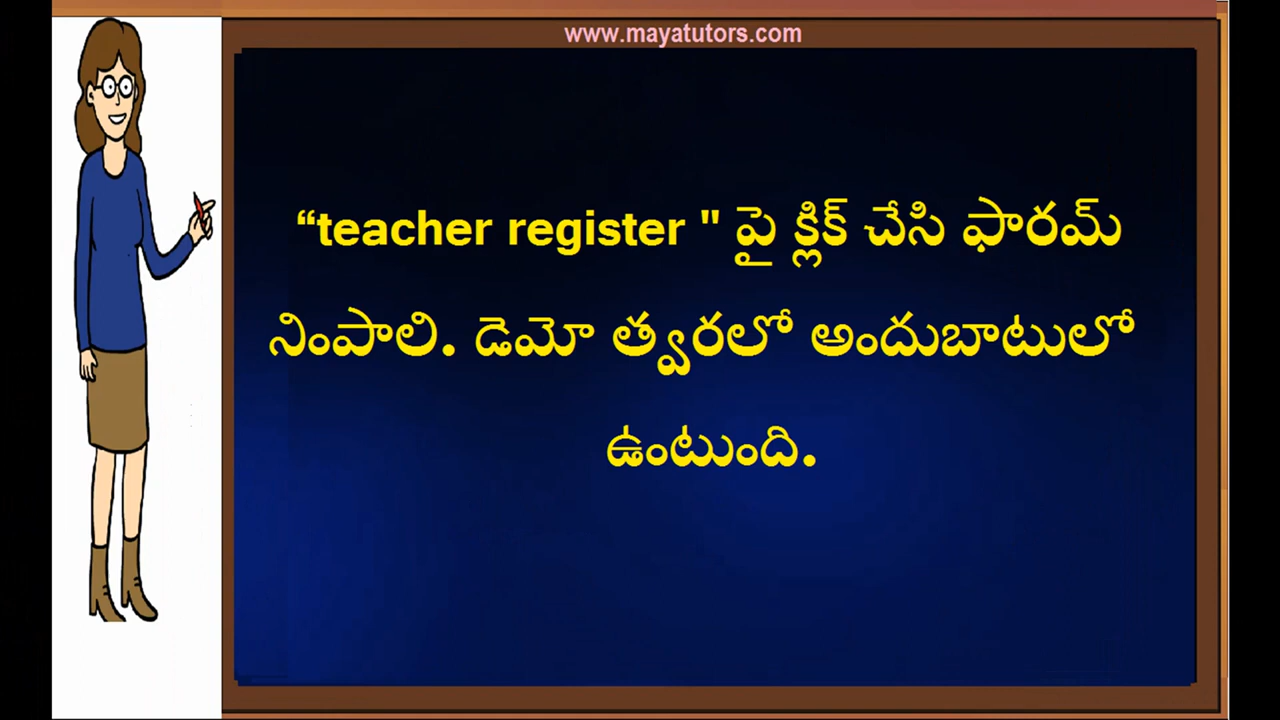 www.mayatutors.com
“teacher register " పై క్లిక్ చేసి ఫారమ్
నింపాలి. డెమో త్వరలో అందుబాటులో
ఉంటుంది.